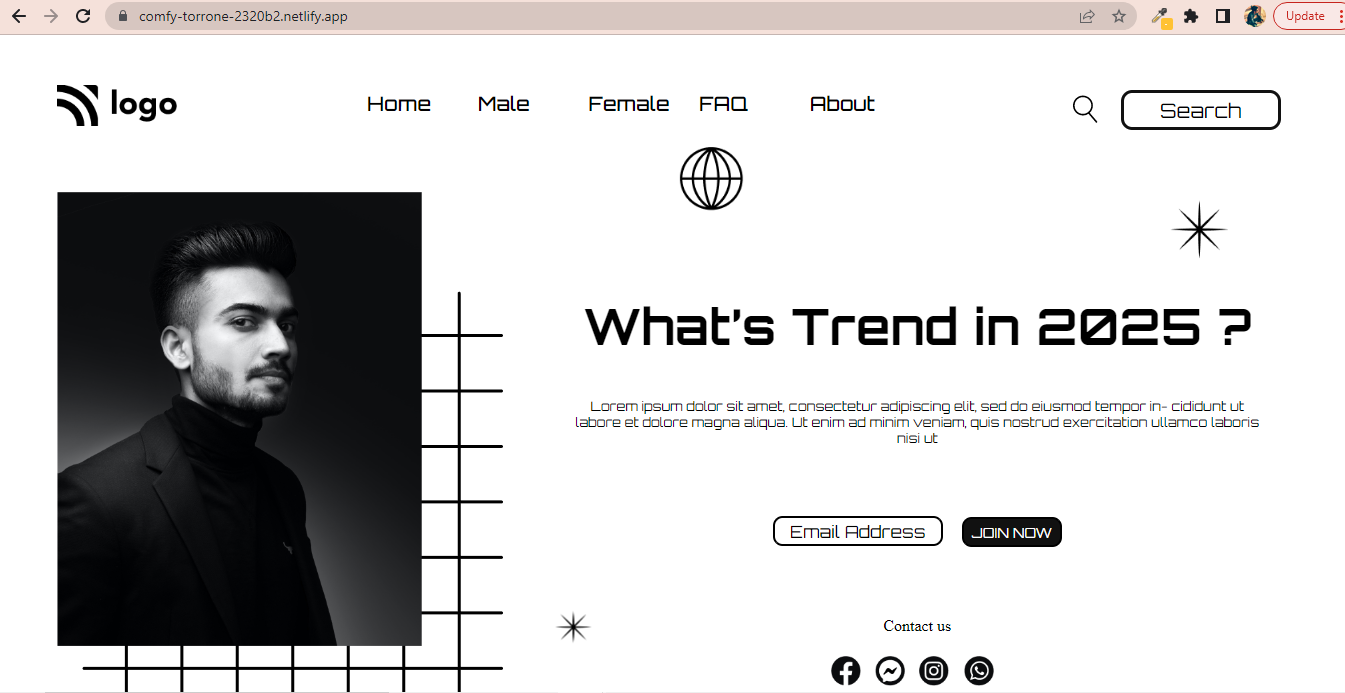 comfy-torrone-2320b2.netlify.app
Update
logo
Home Male Female FAQ About
Search
What's Trend in 2025 ?
Lorem ipsum dolor sit amet, consectetur adipiscing elit, sed do eiusmod tempor in- cididunt ut
labore et dolore magna aliqua. Ut enim ad minim veniam, quis nostrud exercitation ullamco laboris
nisi ut
Email Address JOIN NOW
Contact us